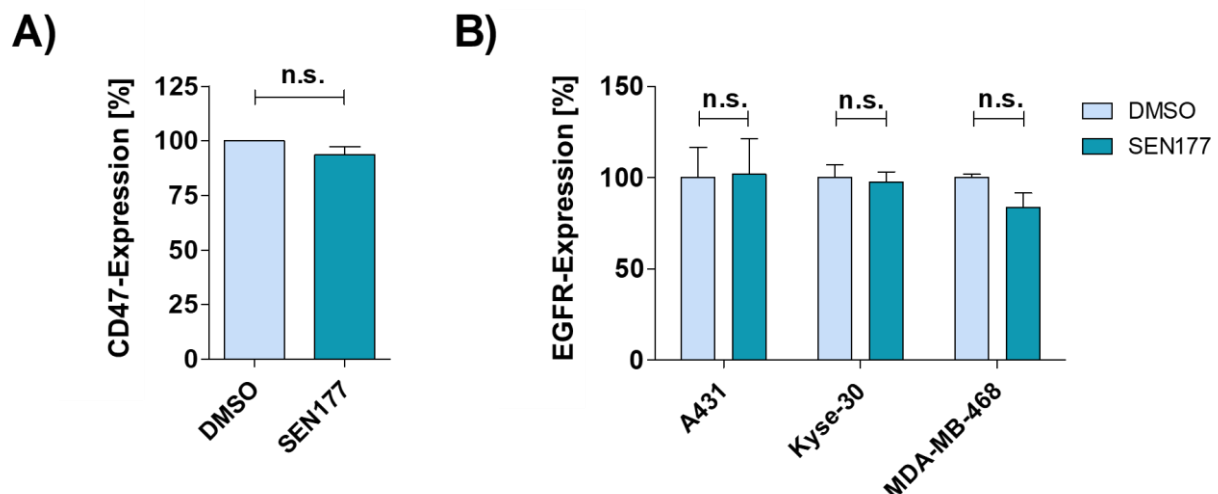 A)
CD47-Expression [%]
125
100
75
50
25
0
n.s.
DMSO
SEN177
B)
EGFR-Expression [%]
150
100
50
0
n.s.
n.s.
n.s.
A431
Kyse-30
MDA-MB-468
DMSO
SEN177